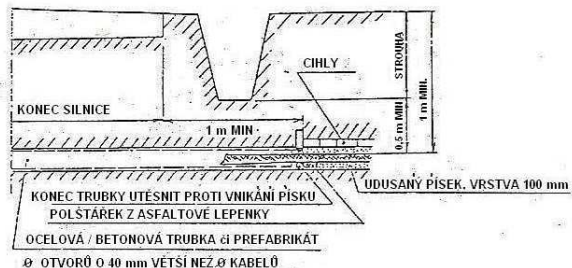 CIHLY
STROUHA
1 m MIN.
KONEC SILNICE
1 m MIN
0,5 m MIN
UDUSANÝ PÍSEK. VRSTVA 100 mm
KONEC TRUBKY UTĚSNIT PROTI VNIKÁNÍ PÍSKU
POLŠTÁŘEK Z ASFALTOVÉ LEPENKY
OCELOVÁ / BETONOVÁ TRUBKA či PREFABRIKÁT
Ø OTVORŮ O 40 mm VĚTŠÍ NEŽ Ø KABELŮ